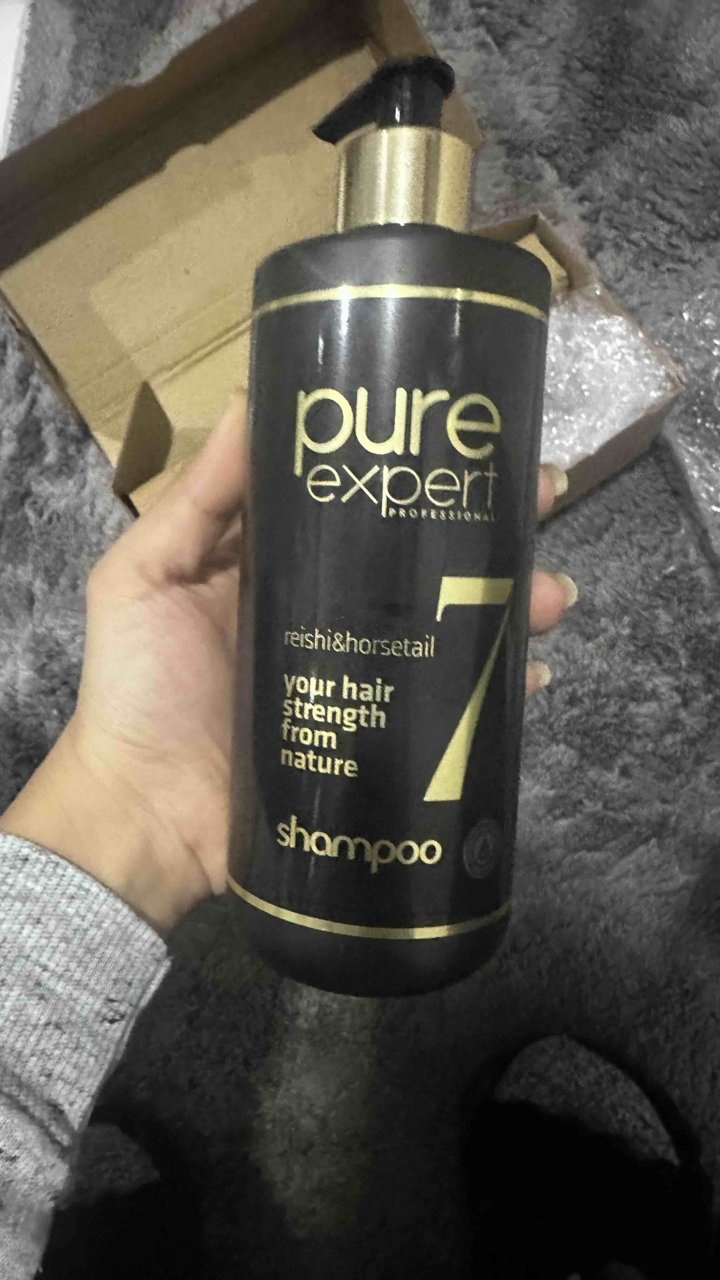 pure
expert
PROFESSIONAL
7
reishi&horsetail
your hair
strength
from
nature
shampoo